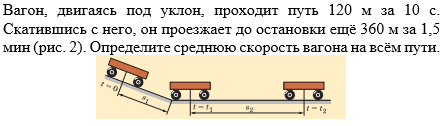 Вагон, двигаясь под уклон, проходит путь 120 м за 10 с.
Скатившись с него, он проезжает до остановки ещё 360 м за 1,5
мин (рис. 2). Определите среднюю скорость вагона на всём пути.
t = 0
s₁
t = t₁
s₂
t = t₂